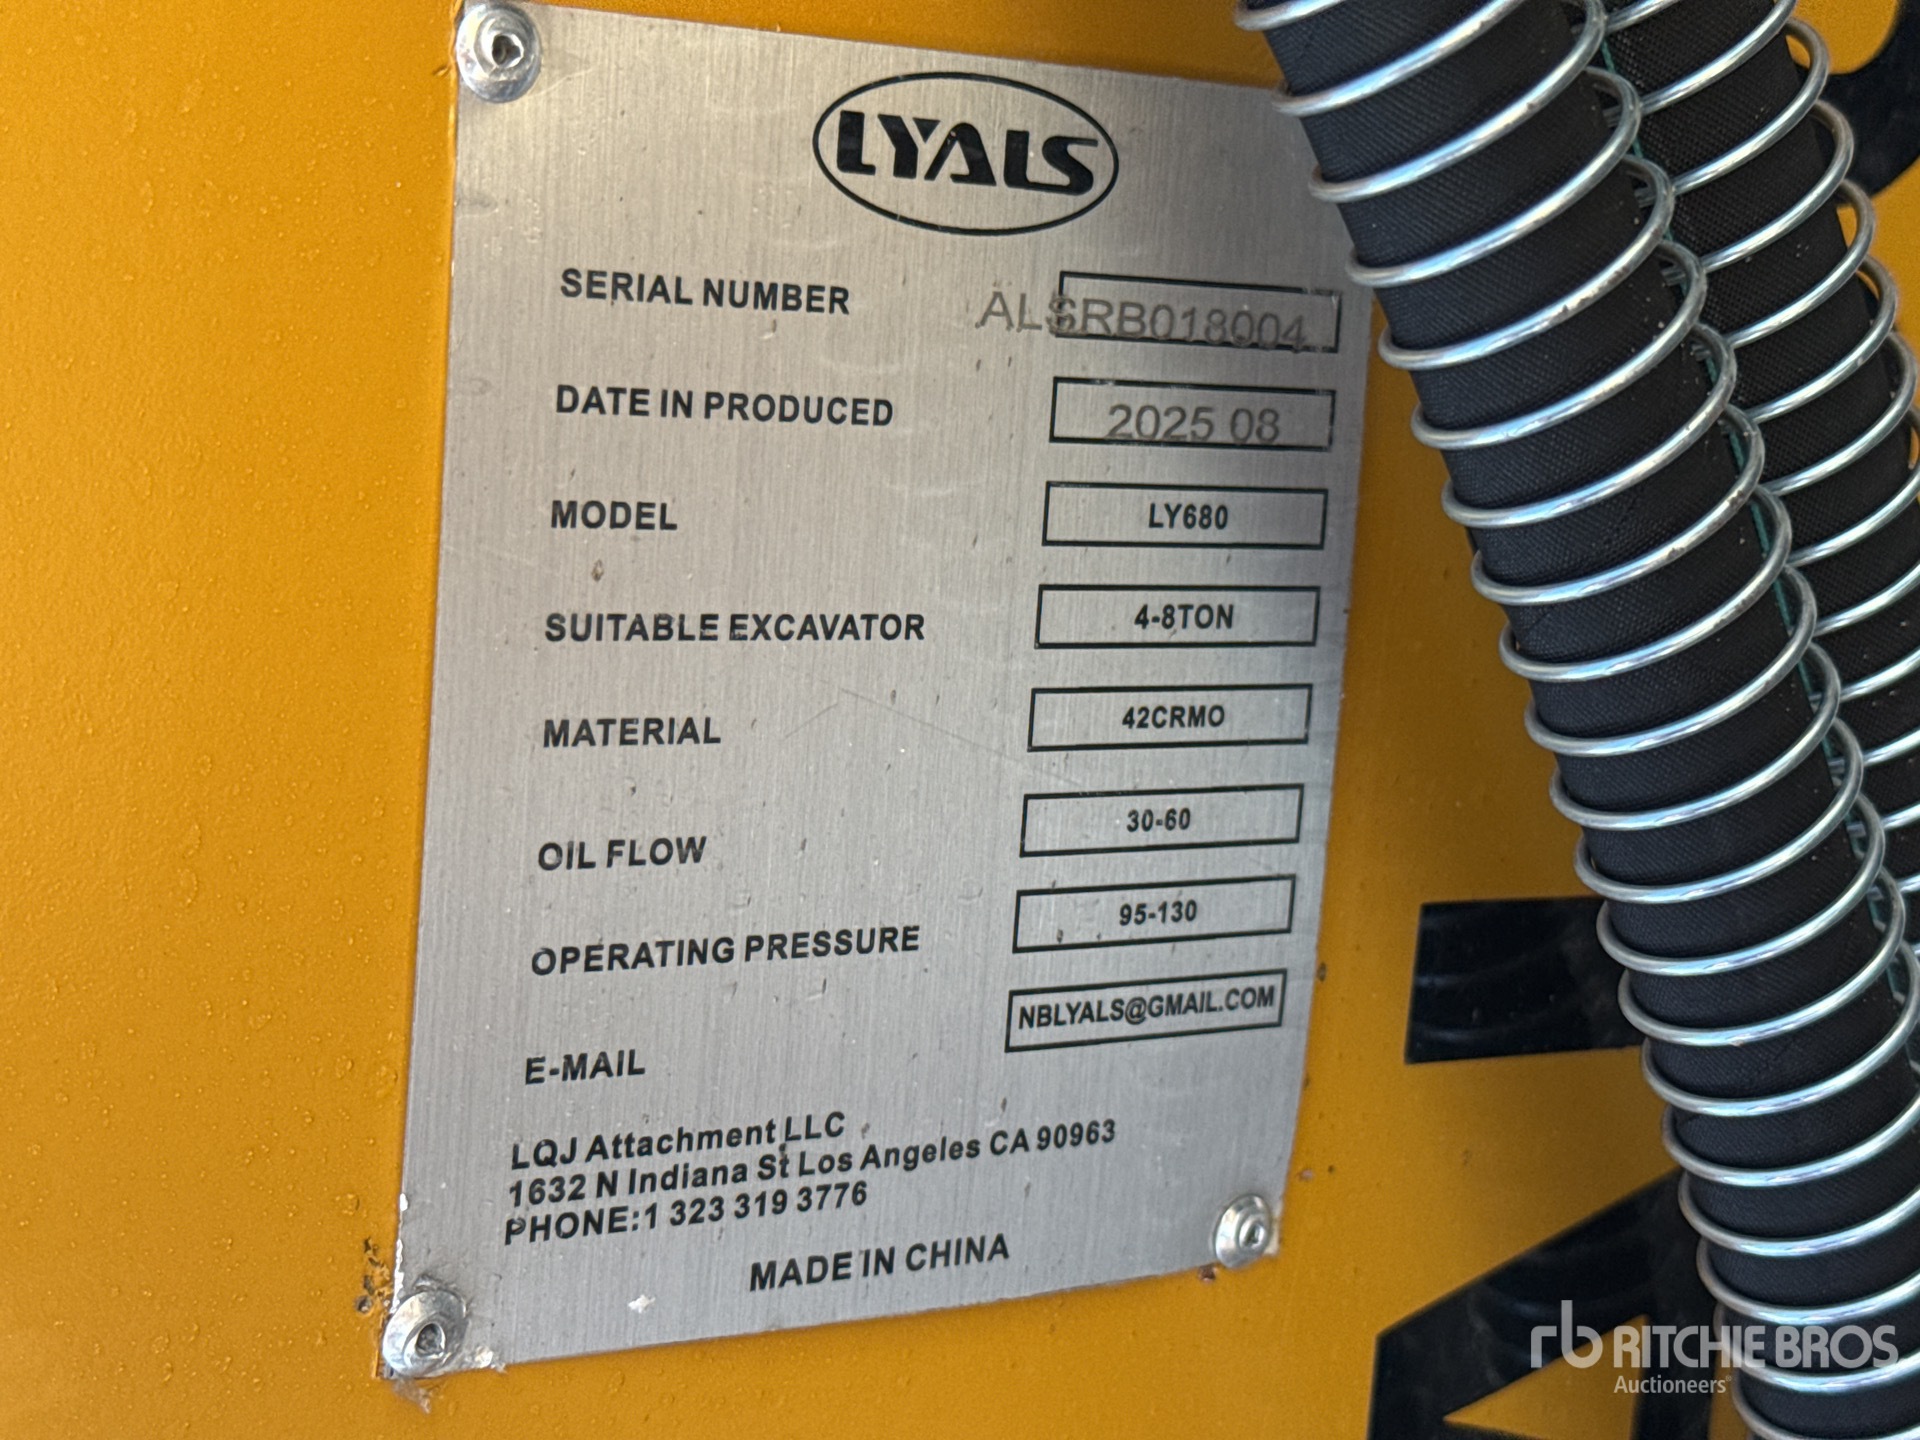 LYALS
SERIAL NUMBER ALSRB018004
DATE IN PRODUCED 2025 08
MODEL LY680
SUITABLE EXCAVATOR 4-8TON
MATERIAL 42CRMO
OIL FLOW 30-60
OPERATING PRESSURE 95-130
E-MAIL NBLYALS@GMAIL.COM
LQJ Attachment LLC
1632 N Indiana St Los Angeles CA 90963
PHONE:1 323 319 3776
MADE IN CHINA
rb RITCHIE BROS
Auctioneers